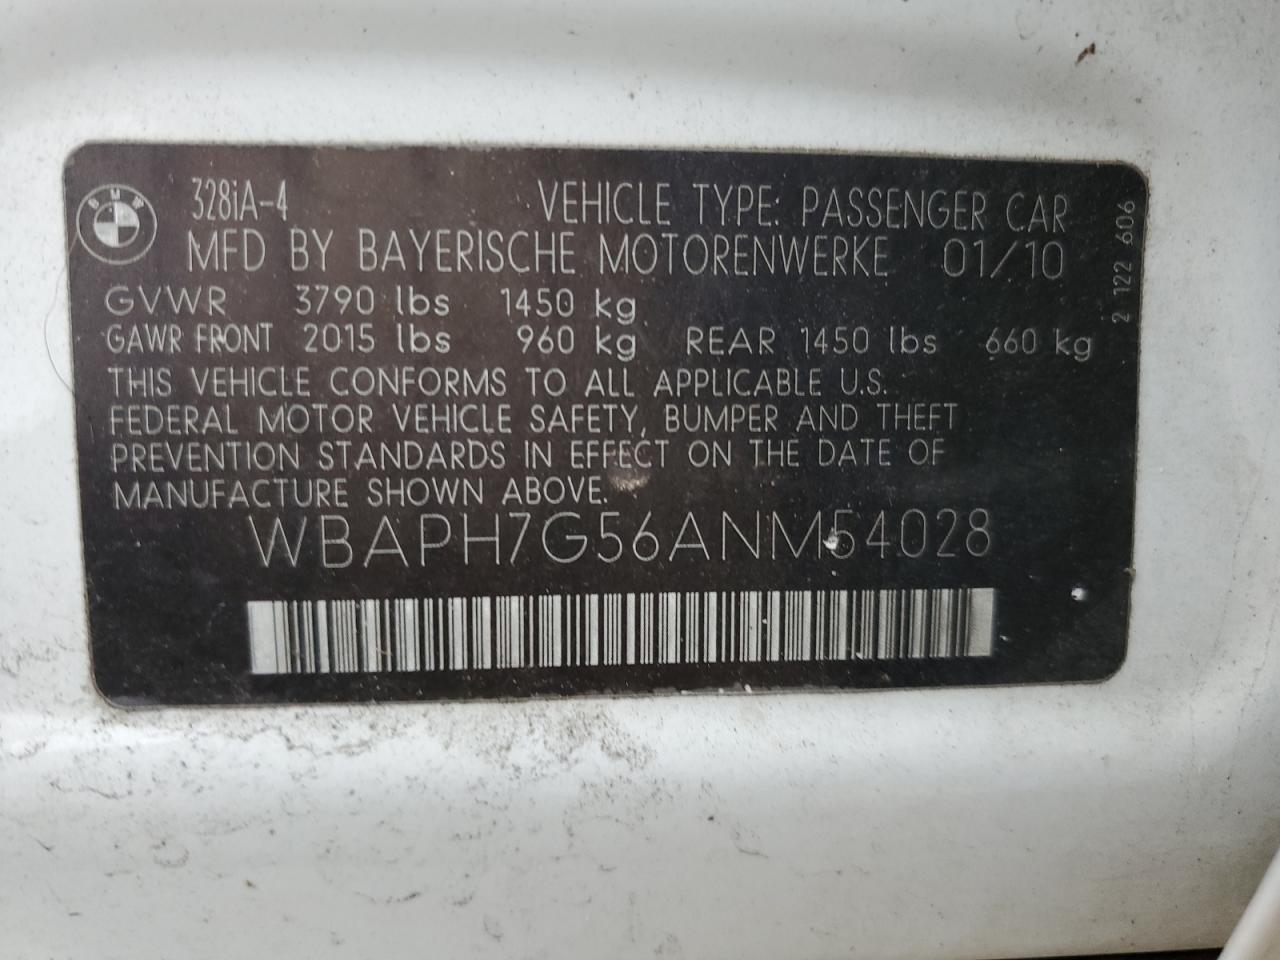 BMW
328iA-4 VEHICLE TYPE: PASSENGER CAR
MFD BY BAYERISCHE MOTORENWERKE 01/10
GVWR 3790 lbs 1450 kg
GAWR FRONT 2015 lbs 960 kg REAR 1450 lbs 660 kg
THIS VEHICLE CONFORMS TO ALL APPLICABLE U.S.
FEDERAL MOTOR VEHICLE SAFETY, BUMPER AND THEFT
PREVENTION STANDARDS IN EFFECT ON THE DATE OF
MANUFACTURE SHOWN ABOVE.
WBAPH7G56ANM54028
2 122 606